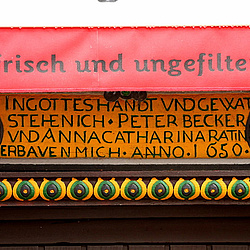 frisch und ungefilte
IN GOTTES HANDT VND GEWA
STEHE NICH · PETER BECKER
VND ANNA CATHARINA RATIN
ERBAVEN MICH · ANNO · 1650 ·